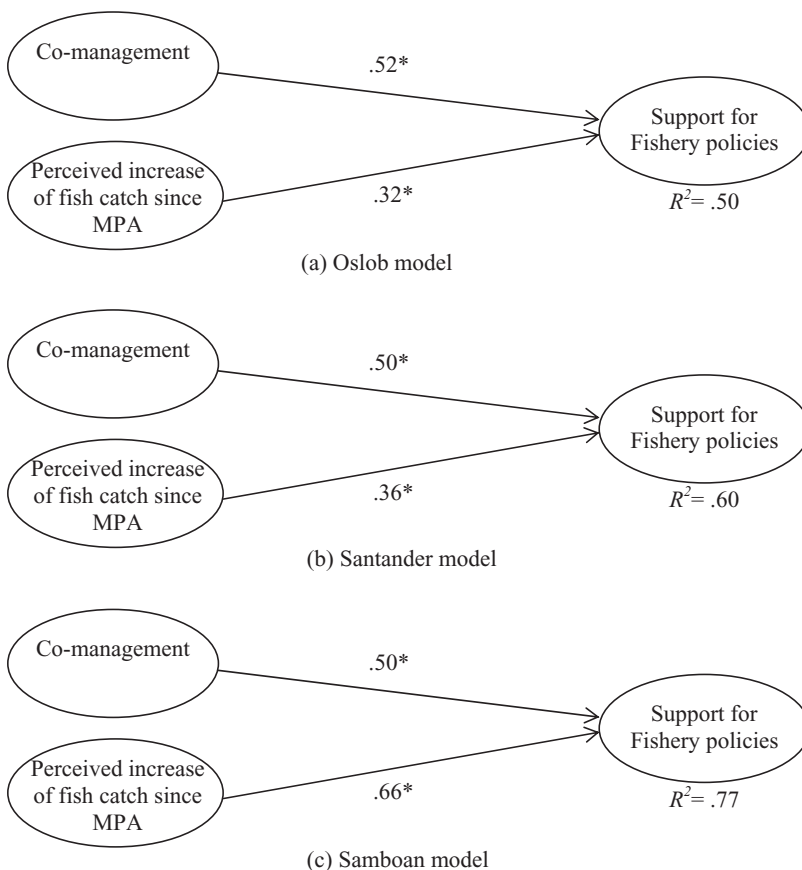 Co-management
.52*
Support for
Fishery policies
Perceived increase
of fish catch since
MPA
.32*
R²= .50
(a) Oslob model
Co-management
.50*
Support for
Fishery policies
Perceived increase
of fish catch since
MPA
.36*
R²= .60
(b) Santander model
Co-management
.50*
Support for
Fishery policies
Perceived increase
of fish catch since
MPA
.66*
R²= .77
(c) Samboan model